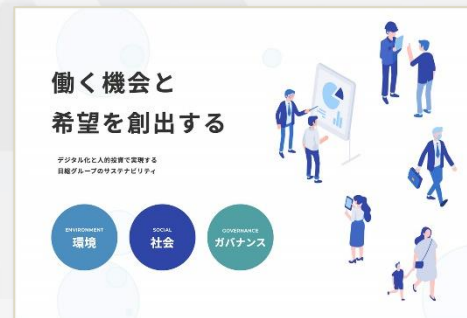 働く機会と
希望を創出する
デジタル化と人的投資で実現する
日総グループのサステナビリティ
ENVIRONMENT
環境
SOCIAL
社会
GOVERNANCE
ガバナンス